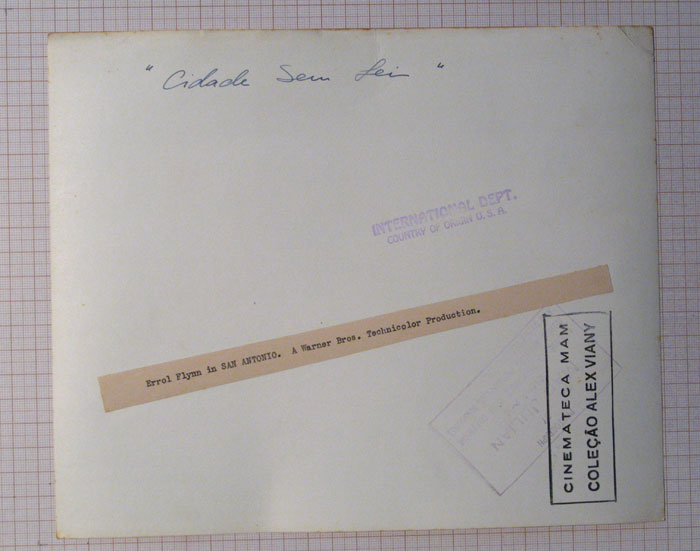 " Cidade Sem Lei "
INTERNATIONAL DEPT.
COUNTRY OF ORIGIN U. S. A.
Errol Flynn in SAN ANTONIO. A Warner Bros. Technicolor Production.
CINEMATECA MAM
COLEÇÃO ALEX VIANY